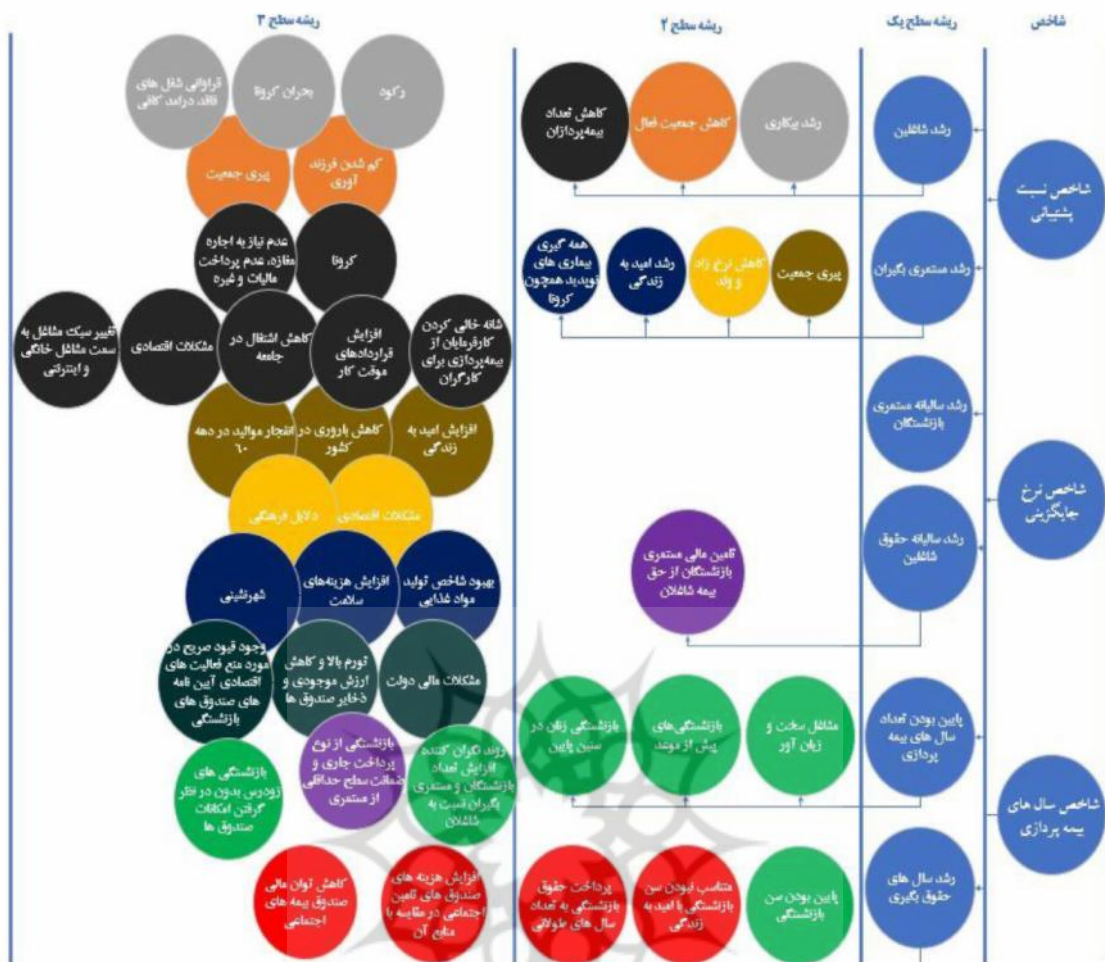 شاخص
ریشه سطح یک
ریشه سطح ۲
ریشه سطح ۳
شاخص نسبت
پشتیبانی
رشد شاغلین
رشد بیکاری
کاهش جمعیت فعال
کاهش تعداد
بیمه‌پردازان
رشد مستمری بگیران
پیری جمعیت
کاهش نرخ زاد
و ولد
رشد امید به
زندگی
همه گیری
بیماری های
نوپدید همچون
کرونا
شاخص نرخ
جایگزینی
رشد سالیانه مستمری
بازنشستگان
رشد سالیانه حقوق
شاغلین
تامین مالی مستمری
بازنشستگان از حق
بیمه شاغلان
شاخص سال های
بیمه پردازی
پایین بودن تعداد
سال های بیمه
پردازی
مشاغل سخت و
زیان آور
بازنشستگی‌های
پیش از موعد
بازنشستگی زنان در
سنین پایین
رشد سال های
حقوق بگیری
پایین بودن سن
بازنشستگی
متناسب نبودن سن
بازنشستگی با امید به
زندگی
پرداخت حقوق
بازنشستگی به تعداد
سال های طولانی
رکود
بحران کرونا
فراوانی شغل های
فاقد درامد کافی
کم شدن فرزند
آوری
پیری جمعیت
کرونا
عدم نیاز به اجاره
مغازه، عدم پرداخت
مالیات و غیره
شانه خالی کردن
کارفرمایان از
بیمه‌پردازی برای
کارگران
افزایش
قراردادهای
موقت کار
کاهش اشتغال در
جامعه
مشکلات اقتصادی
تغییر سبک مشاغل به
سمت مشاغل خانگی
و اینترنتی
افزایش امید به
زندگی
کاهش باروری در
کشور
انفجار موالید در دهه
٦٠
مشکلات اقتصادی
دلایل فرهنگی
بهبود شاخص تولید
مواد غذایی
افزایش هزینه‌های
سلامت
شهرنشینی
مشکلات مالی دولت
تورم بالا و کاهش
ارزش موجودی و
ذخایر صندوق ها
وجود قیود صریح در
مورد منع فعالیت های
اقتصادی آیین نامه
های صندوق های
بازنشستگی
روند نگران کننده
افزایش تعداد
بازنشستگان و مستمری
بگیران نسبت به
شاغلان
بازنشستگی از نوع
پرداخت جاری و
ضمانت سطح حداقلی
از مستمری
بازنشستگی های
زودرس بدون در نظر
گرفتن امکانات
صندوق ها
افزایش هزینه های
صندوق های تامین
اجتماعی در مقایسه با
منابع آن
کاهش توان مالی
صندوق بیمه های
اجتماعی